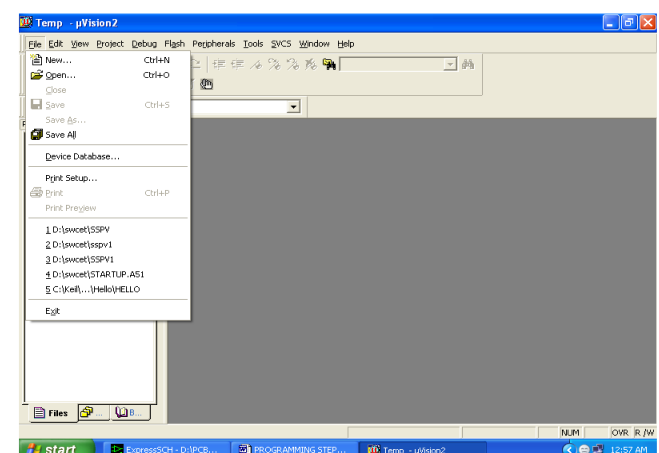 Temp - µVision2
File Edit View Project Debug Flash Peripherals Tools SVCS Window Help
New... Ctrl+N
Open... Ctrl+O
Close
Save Ctrl+S
Save As...
Save All
Device Database...
Print Setup...
Print Ctrl+P
Print Preview
1 D:\swcet\SSPV
2 D:\swcet\sspv1
3 D:\swcet\SSPV1
4 D:\swcet\STARTUP.A51
5 C:\Keil\...\Hello\HELLO
Exit
Files ... B...
NUM OVR R/W
start ExpressSCH - D:\PCB... PROGRAMMING STEP... Temp - µVision2 12:57 AM